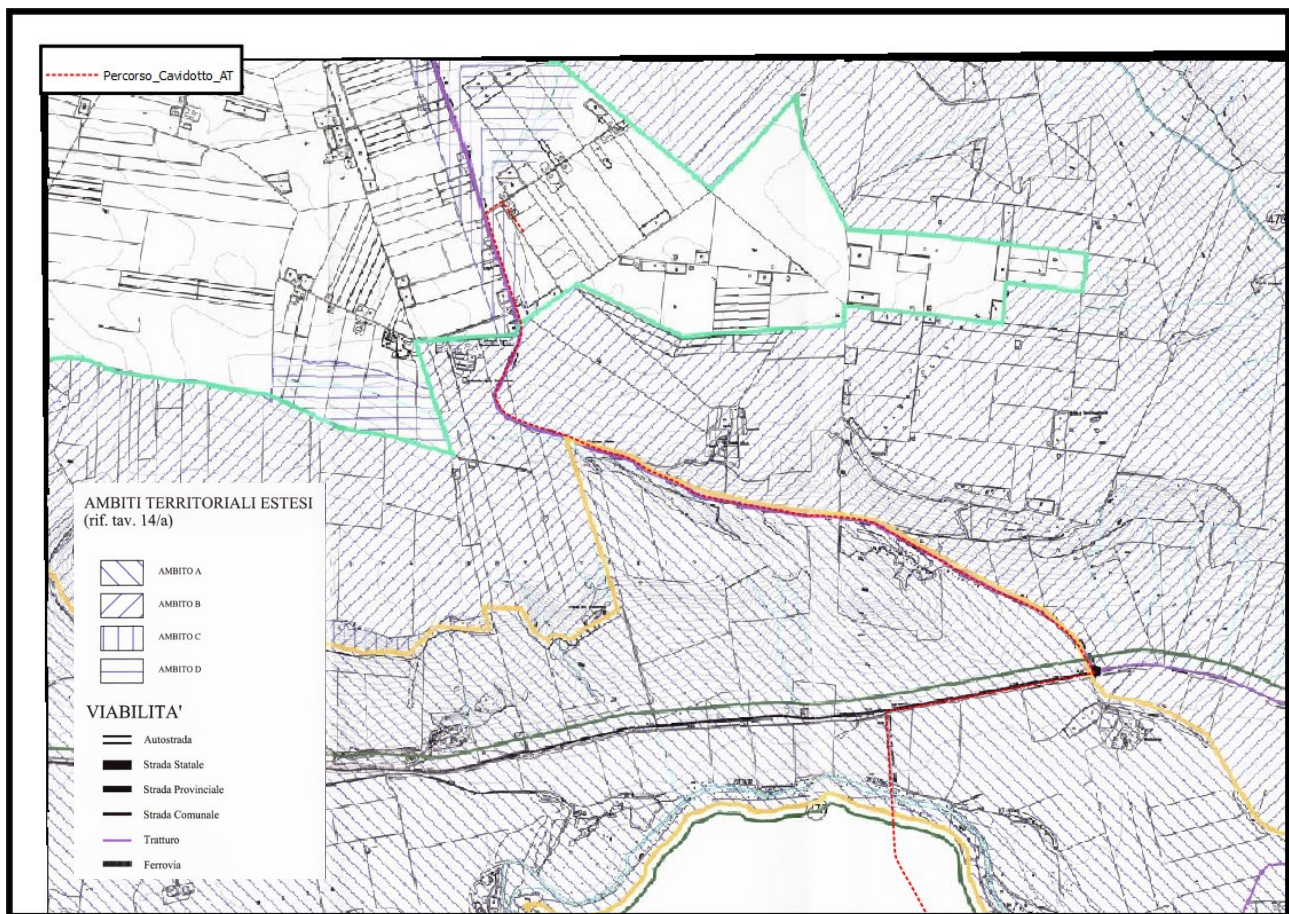 Percorso_Cavidotto_AT
AMBITI TERRITORIALI ESTESI
(rif. tav. 14/a)
AMBITO A
AMBITO B
AMBITO C
AMBITO D
VIABILITA'
Autostrada
Strada Statale
Strada Provinciale
Strada Comunale
Tratturo
Ferrovia